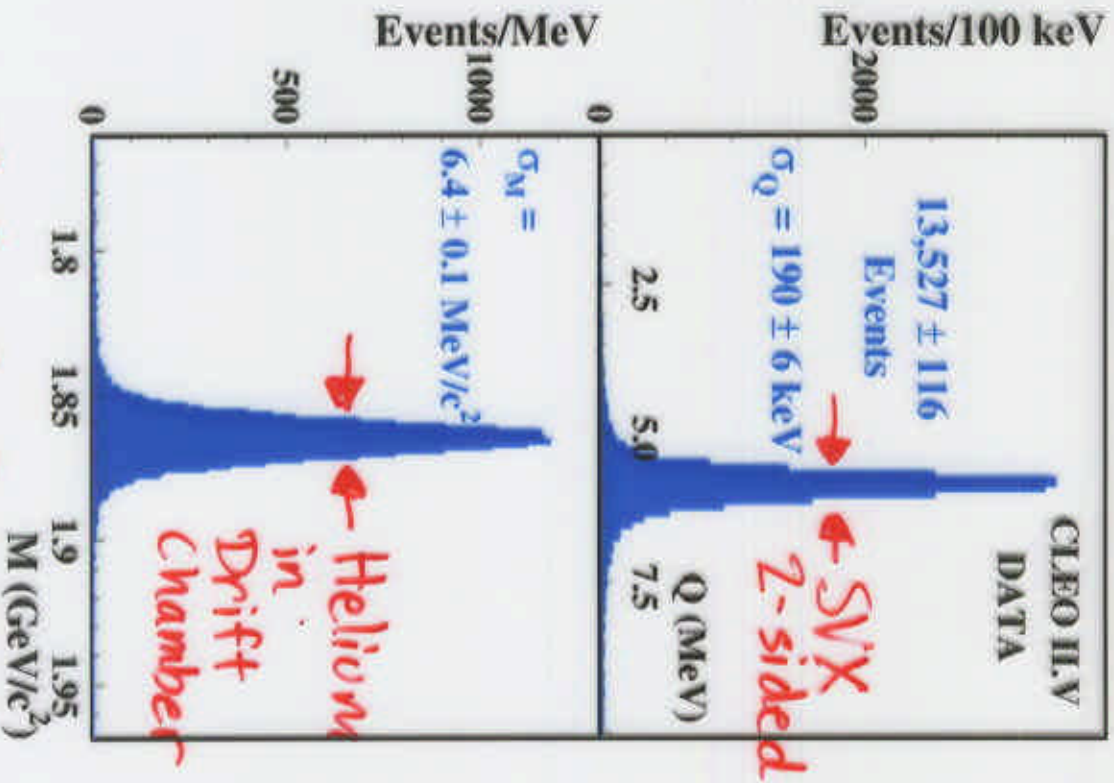 CLEO II.V
DATA
Events/100 keV
2000
0
13,527 ± 116
Events
σQ = 190 ± 6 keV
SVX
2-sided
2.5
5.0
7.5
Q (MeV)
Events/MeV
1000
500
0
σM =
6.4 ± 0.1 MeV/c²
Helium
in
Drift
Chamber
1.8
1.85
1.9
1.95
M (GeV/c²)